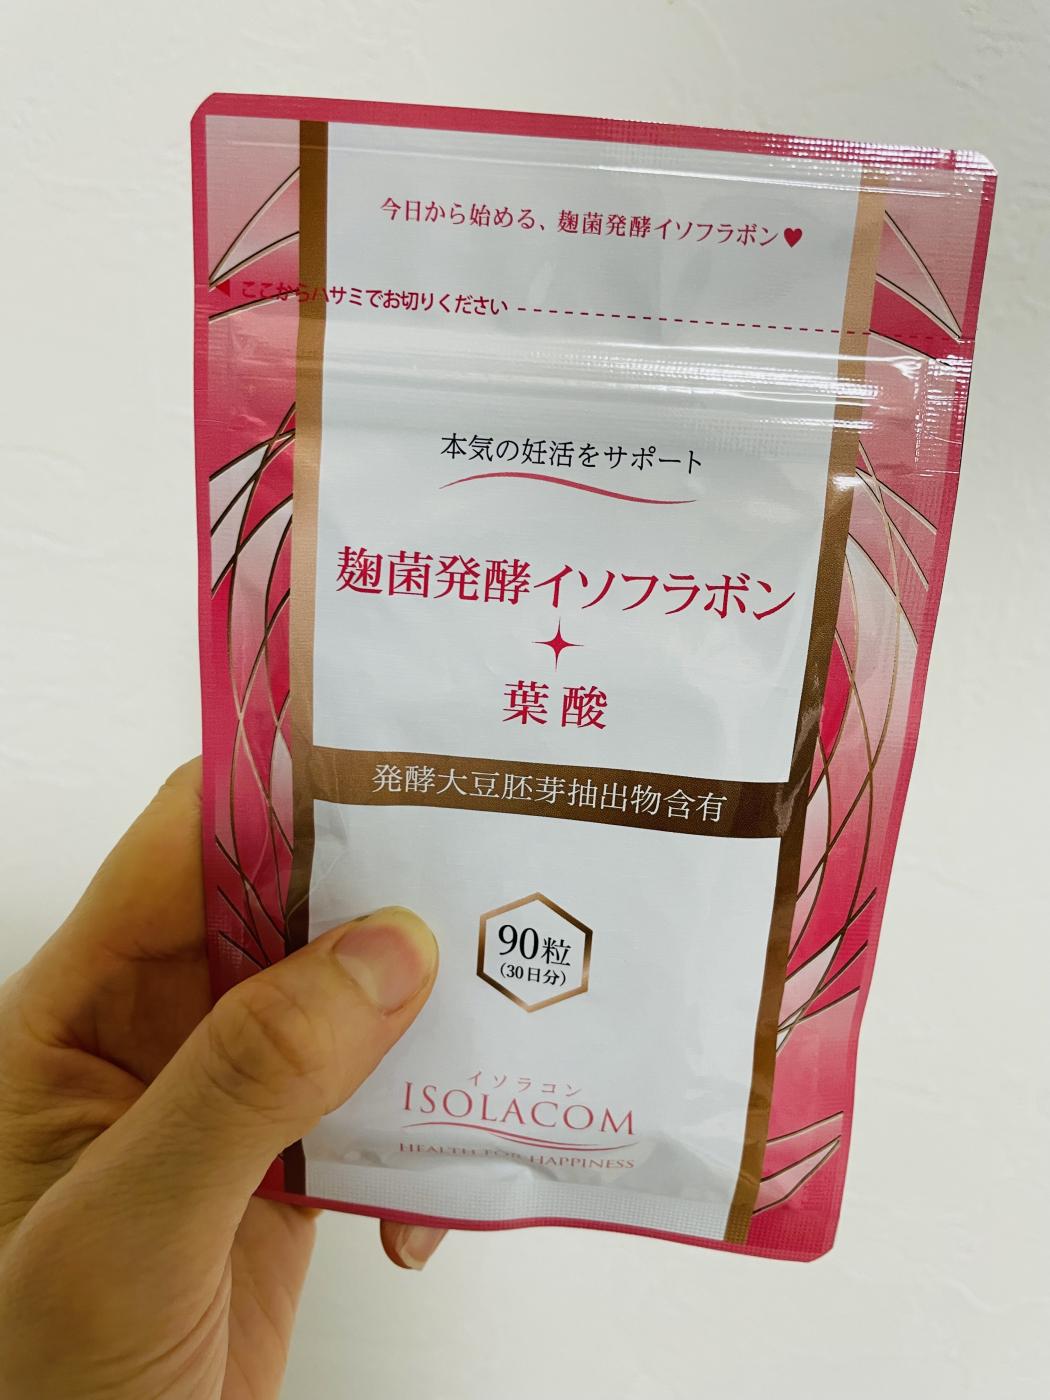 今日から始める、麹菌発酵イソフラボン♥
◀ここからハサミでお切りください
本気の妊活をサポート
麹菌発酵イソフラボン
葉酸
発酵大豆胚芽抽出物含有
90粒
(30日分)
イソラコン
ISOLACOM
HEALTH FOR HAPPINESS